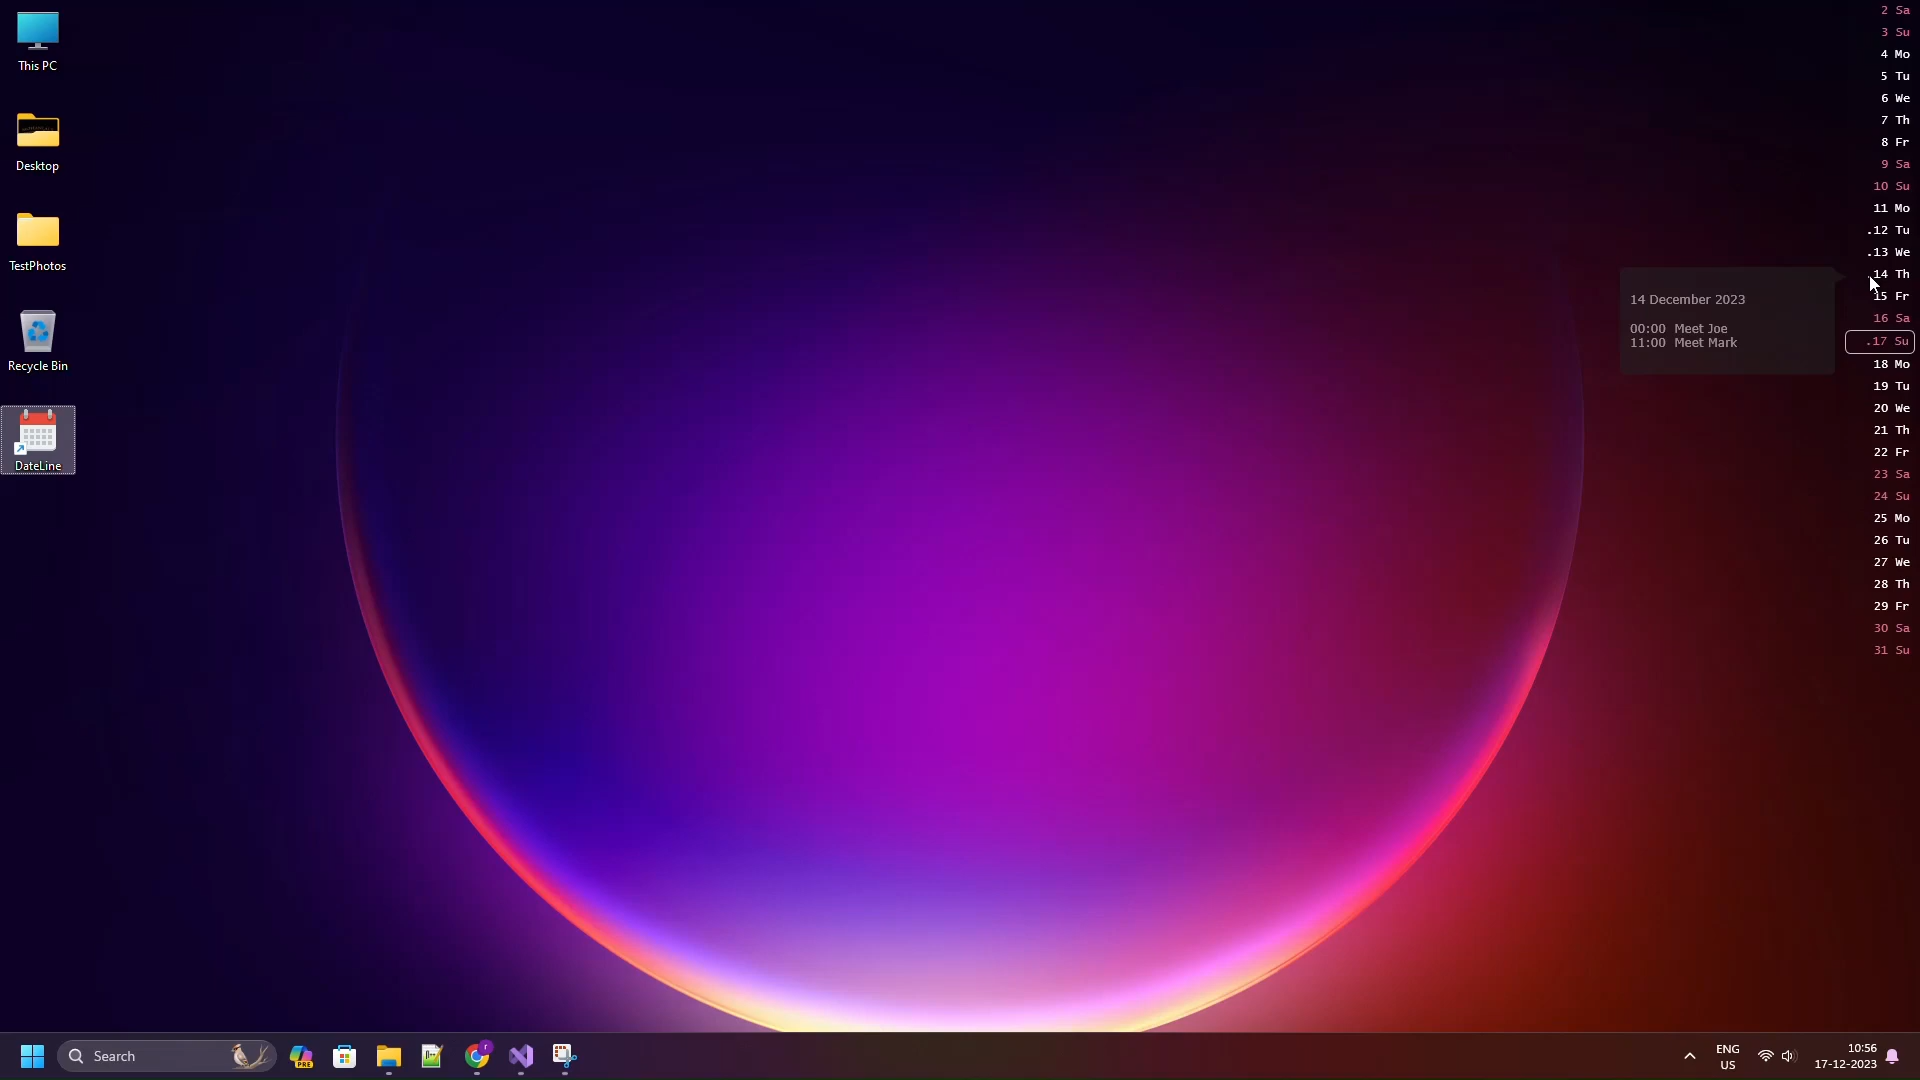 This PC
Desktop
TestPhotos
Recycle Bin
DateLine
2 Sa
3 Su
4 Mo
5 Tu
6 We
7 Th
8 Fr
9 Sa
10 Su
11 Mo
.12 Tu
.13 We
.14 Th
15 Fr
16 Sa
.17 Su
18 Mo
19 Tu
20 We
21 Th
22 Fr
23 Sa
24 Su
25 Mo
26 Tu
27 We
28 Th
29 Fr
30 Sa
31 Su
14 December 2023
00:00 Meet Joe
11:00 Meet Mark
Search
PRE
ENG
US
10:56
17-12-2023